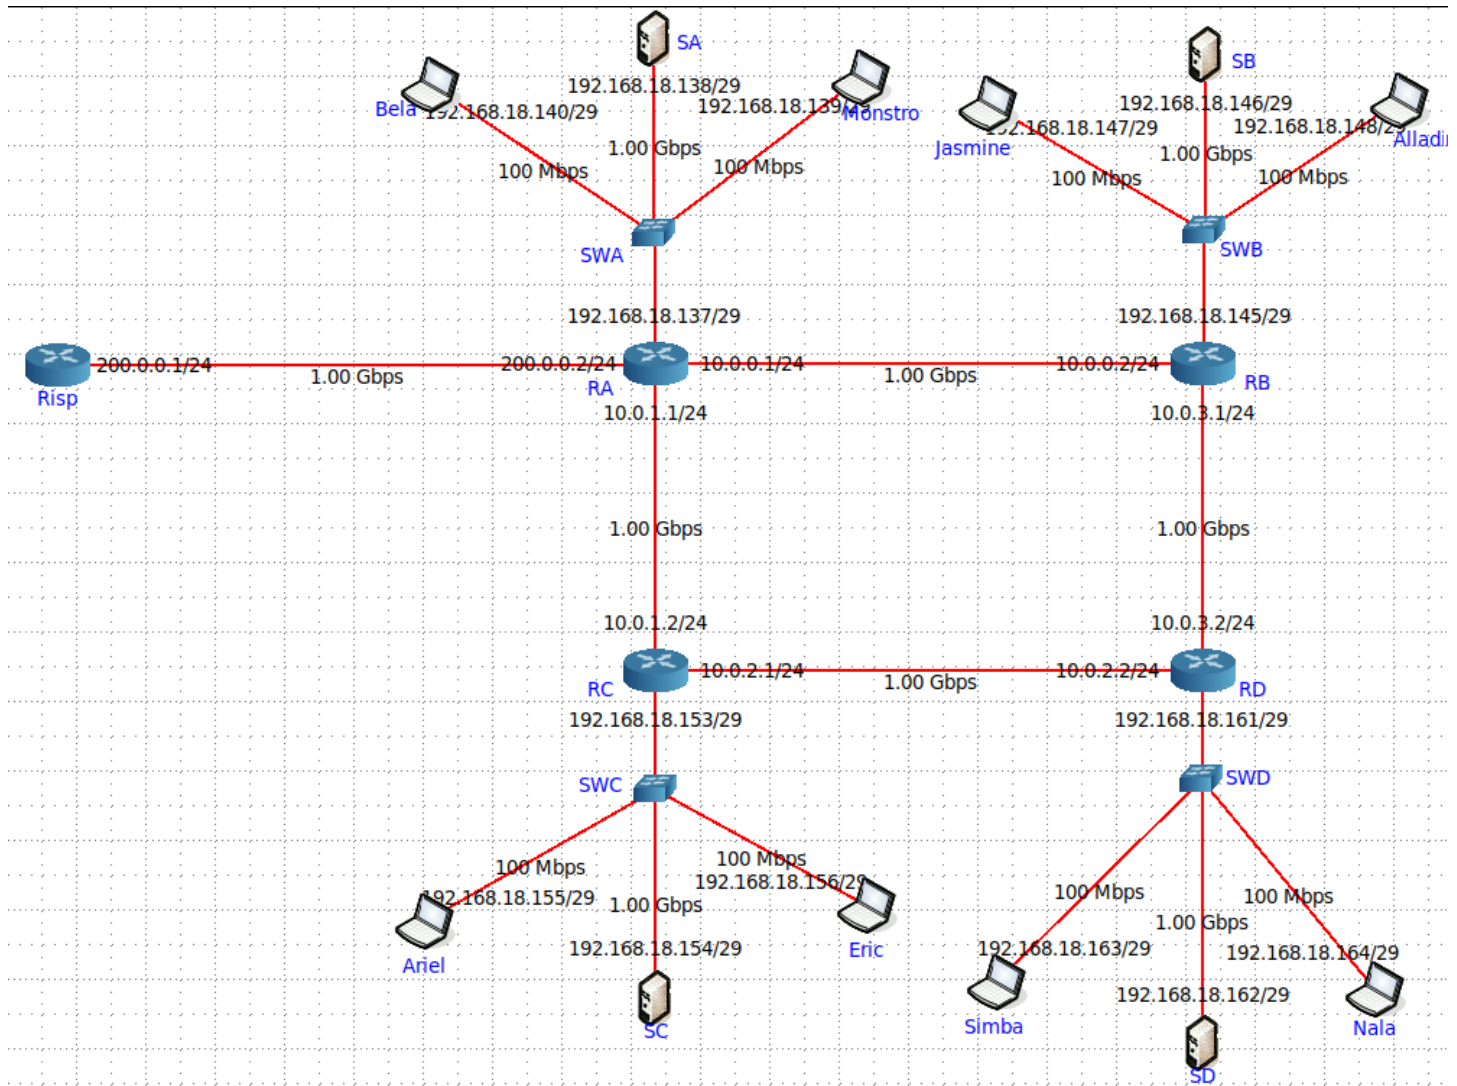 SA
Bela
192.168.18.138/29
192.168.18.140/29
192.168.18.139/29
Monstro
1.00 Gbps
100 Mbps
100 Mbps
SWA
192.168.18.137/29
SB
192.168.18.146/29
Jasmine
192.168.18.147/29
192.168.18.148/29
1.00 Gbps
100 Mbps
100 Mbps
SWB
192.168.18.145/29
Risp
200.0.0.1/24
1.00 Gbps
200.0.0.2/24
RA
10.0.0.1/24
1.00 Gbps
10.0.0.2/24
RB
10.0.1.1/24
10.0.3.1/24
1.00 Gbps
1.00 Gbps
10.0.1.2/24
10.0.3.2/24
RC
10.0.2.1/24
1.00 Gbps
10.0.2.2/24
RD
192.168.18.153/29
192.168.18.161/29
SWC
SWD
100 Mbps
100 Mbps
192.168.18.155/29
192.168.18.156/29
1.00 Gbps
Ariel
Eric
192.168.18.154/29
SC
100 Mbps
100 Mbps
1.00 Gbps
192.168.18.163/29
192.168.18.164/29
192.168.18.162/29
Simba
Nala
SD